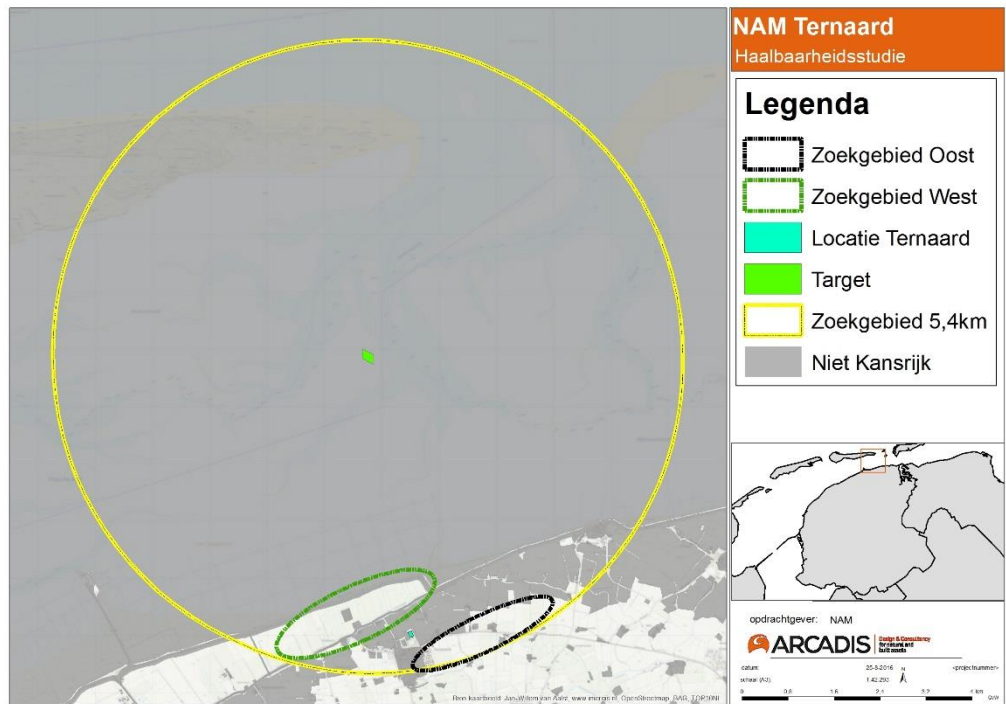 NAM Ternaard
Haalbaarheidsstudie
Legenda
Zoekgebied Oost
Zoekgebied West
Locatie Ternaard
Target
Zoekgebied 5,4km
Niet Kansrijk
opdrachtgever: NAM
ARCADIS
Design & Consultancy
for natural and
built assets
datum: 25-8-2016 N <projectnummer>
schaal (A3): 1:42.293
0 0,8 1,6 2,4 3,2 4 km
Bron kaartbeeld: Jan-Willem van Aalst, www.imergis.nl, OpenStreetmap, BAG, TOP10NL